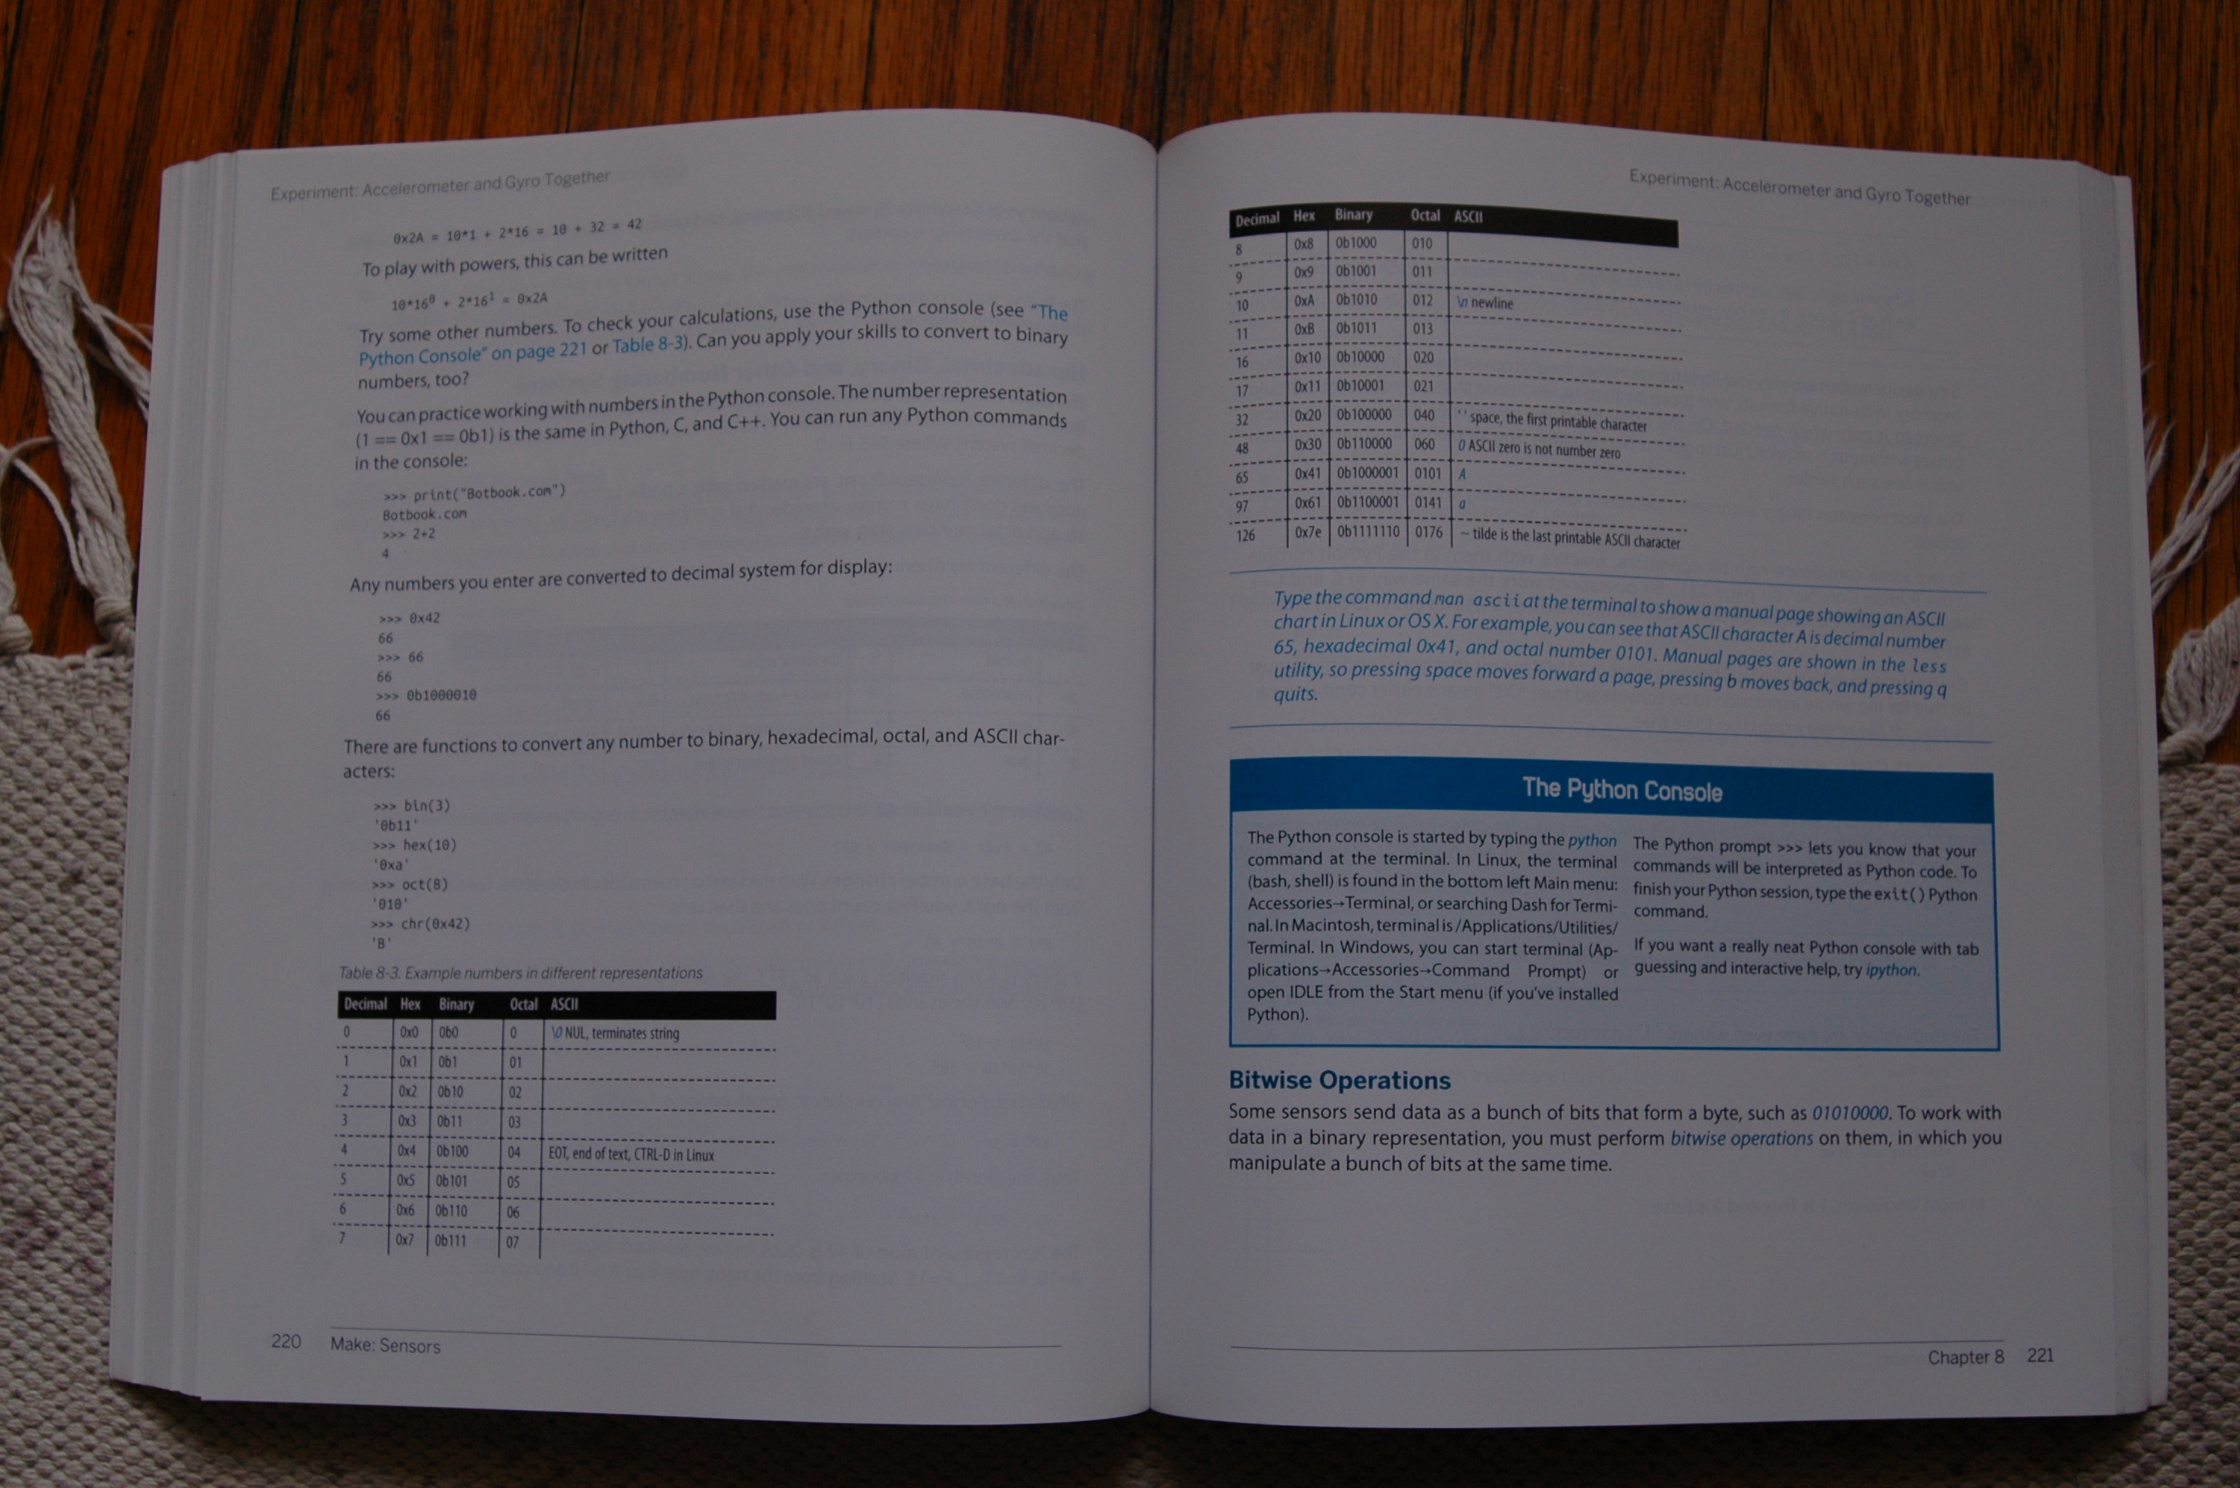 Experiment: Accelerometer and Gyro Together
0x2A = 10*1 + 2*16 = 10 + 32 = 42
To play with powers, this can be written
10*16⁰ + 2*16¹ = 0x2A
Try some other numbers. To check your calculations, use the Python console (see “The
Python Console” on page 221 or Table 8-3). Can you apply your skills to convert to binary
numbers, too?
You can practice working with numbers in the Python console. The number representation
(1 == 0x1 == 0b1) is the same in Python, C, and C++. You can run any Python commands
in the console:
>>> print("Botbook.com")
Botbook.com
>>> 2+2
4
Any numbers you enter are converted to decimal system for display:
>>> 0x42
66
>>> 66
66
>>> 0b1000010
66
There are functions to convert any number to binary, hexadecimal, octal, and ASCII char-
acters:
>>> bin(3)
'0b11'
>>> hex(10)
'0xa'
>>> oct(8)
'010'
>>> chr(0x42)
'B'
Table 8-3. Example numbers in different representations
Decimal Hex Binary Octal ASCII
0 0x0 0b0 0 \0 NUL, terminates string
1 0x1 0b1 01
2 0x2 0b10 02
3 0x3 0b11 03
4 0x4 0b100 04 EOT, end of text, CTRL-D in Linux
5 0x5 0b101 05
6 0x6 0b110 06
7 0x7 0b111 07
220 Make: Sensors
Experiment: Accelerometer and Gyro Together
Decimal Hex Binary Octal ASCII
8 0x8 0b1000 010
9 0x9 0b1001 011
10 0xA 0b1010 012 \n newline
11 0xB 0b1011 013
16 0x10 0b10000 020
17 0x11 0b10001 021
32 0x20 0b100000 040 ' ' space, the first printable character
48 0x30 0b110000 060 0 ASCII zero is not number zero
65 0x41 0b1000001 0101 A
97 0x61 0b1100001 0141 a
126 0x7e 0b1111110 0176 ~ tilde is the last printable ASCII character
Type the command man ascii at the terminal to show a manual page showing an ASCII
chart in Linux or OS X. For example, you can see that ASCII character A is decimal number
65, hexadecimal 0x41, and octal number 0101. Manual pages are shown in the less
utility, so pressing space moves forward a page, pressing b moves back, and pressing q
quits.
The Python Console
The Python console is started by typing the python
command at the terminal. In Linux, the terminal
(bash, shell) is found in the bottom left Main menu:
Accessories→Terminal, or searching Dash for Termi-
nal. In Macintosh, terminal is /Applications/Utilities/
Terminal. In Windows, you can start terminal (Ap-
plications→Accessories→Command Prompt) or
open IDLE from the Start menu (if you’ve installed
Python).
The Python prompt >>> lets you know that your
commands will be interpreted as Python code. To
finish your Python session, type the exit() Python
command.
If you want a really neat Python console with tab
guessing and interactive help, try ipython.
Bitwise Operations
Some sensors send data as a bunch of bits that form a byte, such as 01010000. To work with
data in a binary representation, you must perform bitwise operations on them, in which you
manipulate a bunch of bits at the same time.
Chapter 8 221